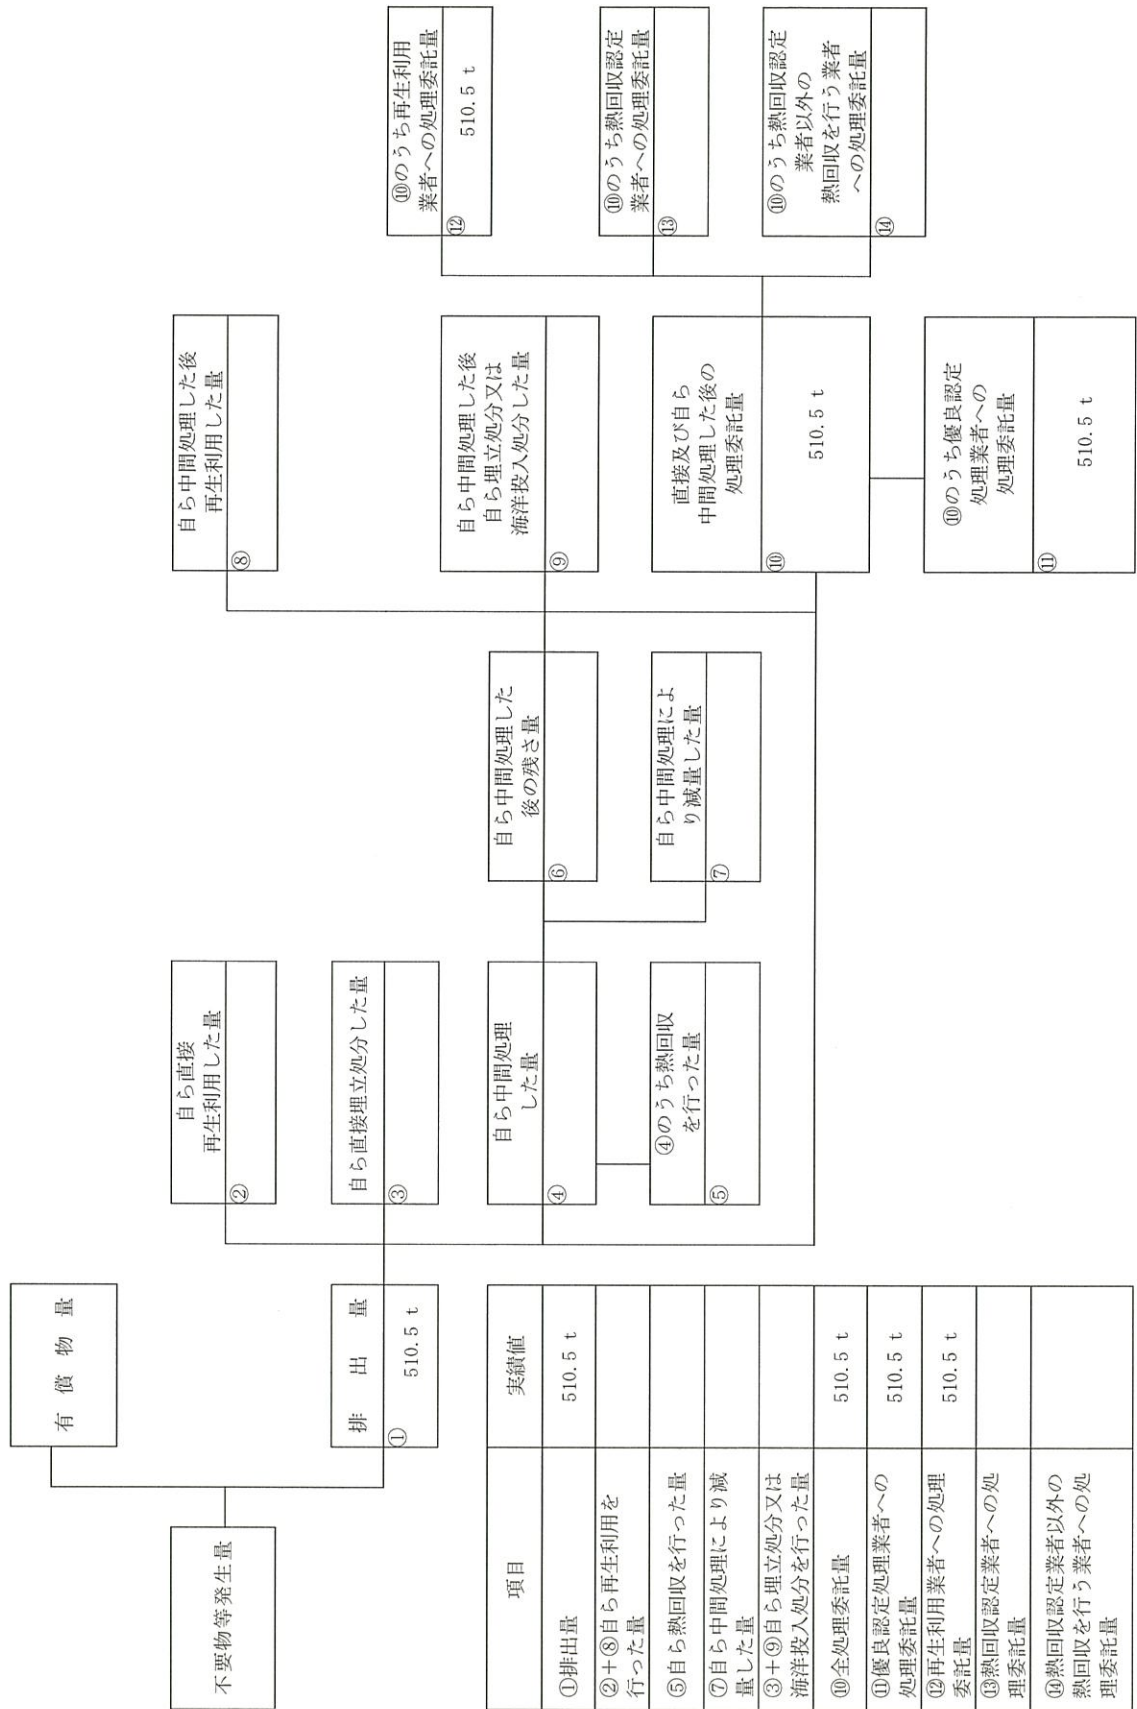 不要物等発生量
有償物量
排出量
①
510.5 t
自ら直接
再生利用した量
②
自ら直接埋立処分した量
③
自ら中間処理
した量
④
④のうち熱回収
を行った量
⑤
自ら中間処理した
後の残さ量
⑥
自ら中間処理によ
り減量した量
⑦
自ら中間処理した後
再生利用した量
⑧
自ら中間処理した後
自ら埋立処分又は
海洋投入処分した量
⑨
直接及び自ら
中間処理した後の
処理委託量
⑩
510.5 t
⑩のうち優良認定
処理業者への
処理委託量
⑪
510.5 t
⑩のうち再生利用
業者への処理委託量
⑫
510.5 t
⑩のうち熱回収認定
業者への処理委託量
⑬
⑩のうち熱回収認定
業者以外の
熱回収を行う業者
への処理委託量
⑭
項目 実績値
①排出量 510.5 t
②+⑧自ら再生利用を
行った量
⑤自ら熱回収を行った量
⑦自ら中間処理により減
量した量
③+⑨自ら埋立処分又は
海洋投入処分を行った量
⑩全処理委託量 510.5 t
⑪優良認定処理業者への
処理委託量 510.5 t
⑫再生利用業者への処理
委託量 510.5 t
⑬熱回収認定業者への処
理委託量
⑭熱回収認定業者以外の
熱回収を行う業者への処
理委託量